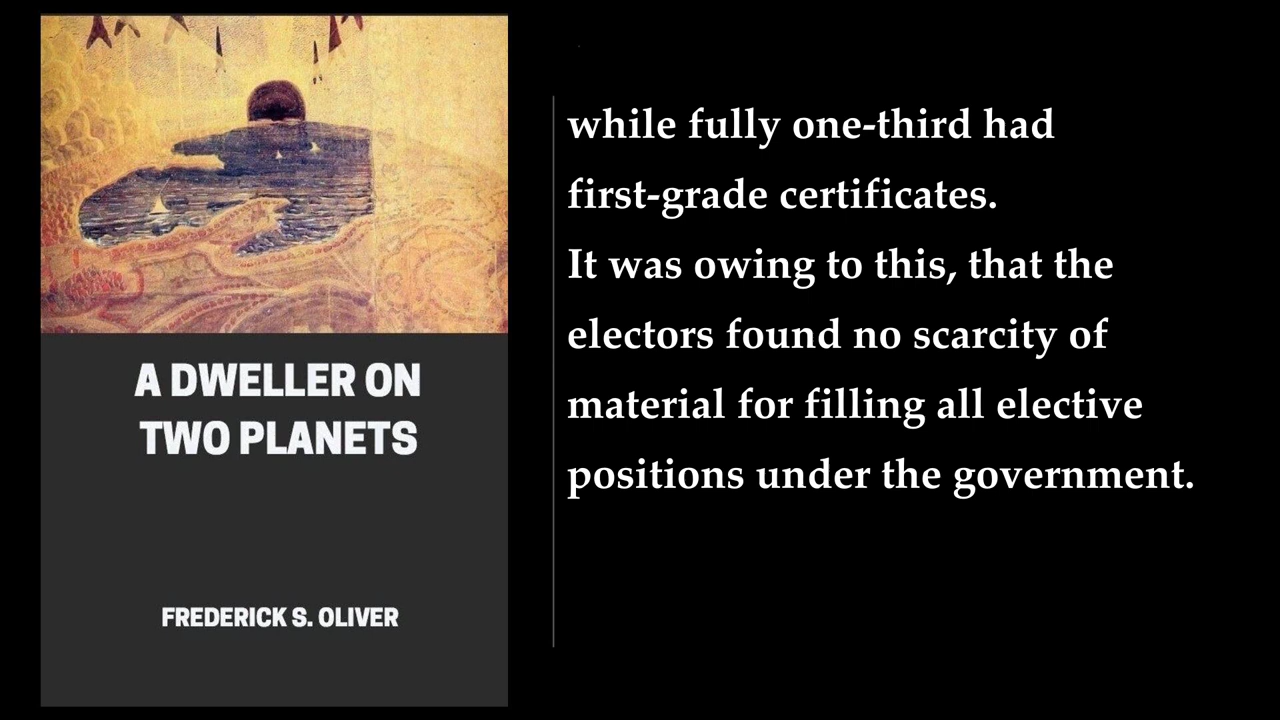 A DWELLER ON
TWO PLANETS
FREDERICK S. OLIVER
while fully one-third had
first-grade certificates.
It was owing to this, that the
electors found no scarcity of
material for filling all elective
positions under the government.